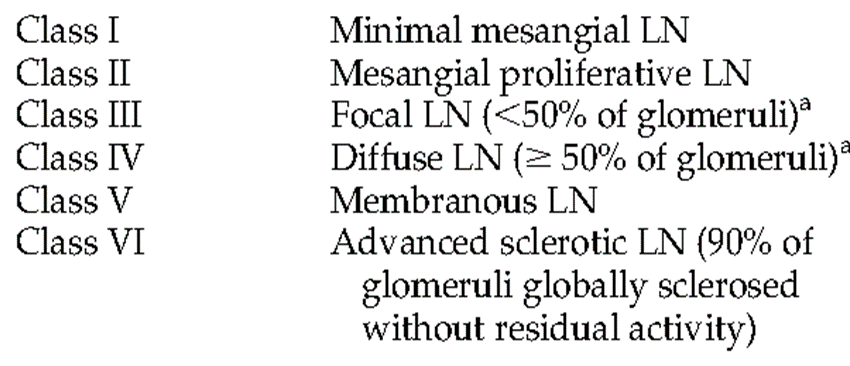 Class I Minimal mesangial LN
Class II Mesangial proliferative LN
Class III Focal LN (<50% of glomeruli)a
Class IV Diffuse LN (≥ 50% of glomeruli)a
Class V Membranous LN
Class VI Advanced sclerotic LN (90% of
glomeruli globally sclerosed
without residual activity)